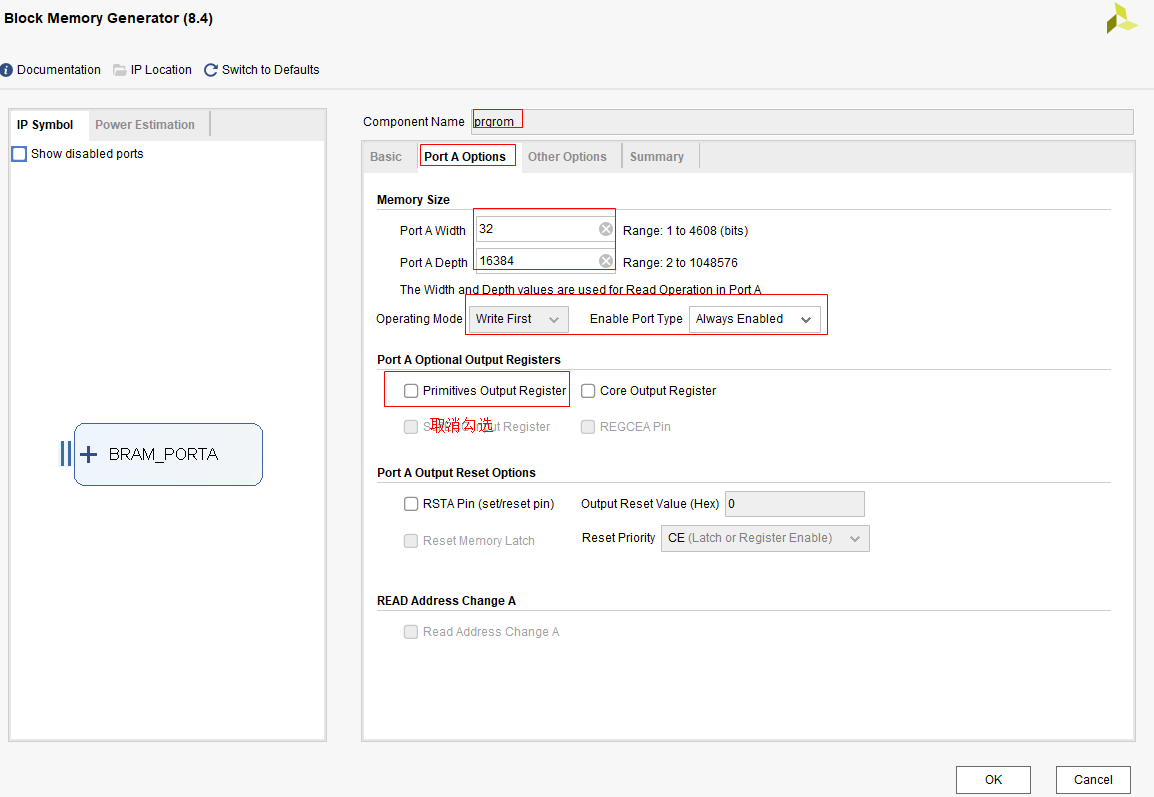 Block Memory Generator (8.4)
Documentation IP Location Switch to Defaults
IP Symbol Power Estimation
Show disabled ports
BRAM_PORTA
Component Name prgrom
Basic Port A Options Other Options Summary
Memory Size
Port A Width 32 Range: 1 to 4608 (bits)
Port A Depth 16384 Range: 2 to 1048576
The Width and Depth values are used for Read Operation in Port A
Operating Mode Write First Enable Port Type Always Enabled
Port A Optional Output Registers
Primitives Output Register Core Output Register
取消勾选
Register REGCEA Pin
Port A Output Reset Options
RSTA Pin (set/reset pin) Output Reset Value (Hex) 0
Reset Memory Latch Reset Priority CE (Latch or Register Enable)
READ Address Change A
Read Address Change A
OK Cancel